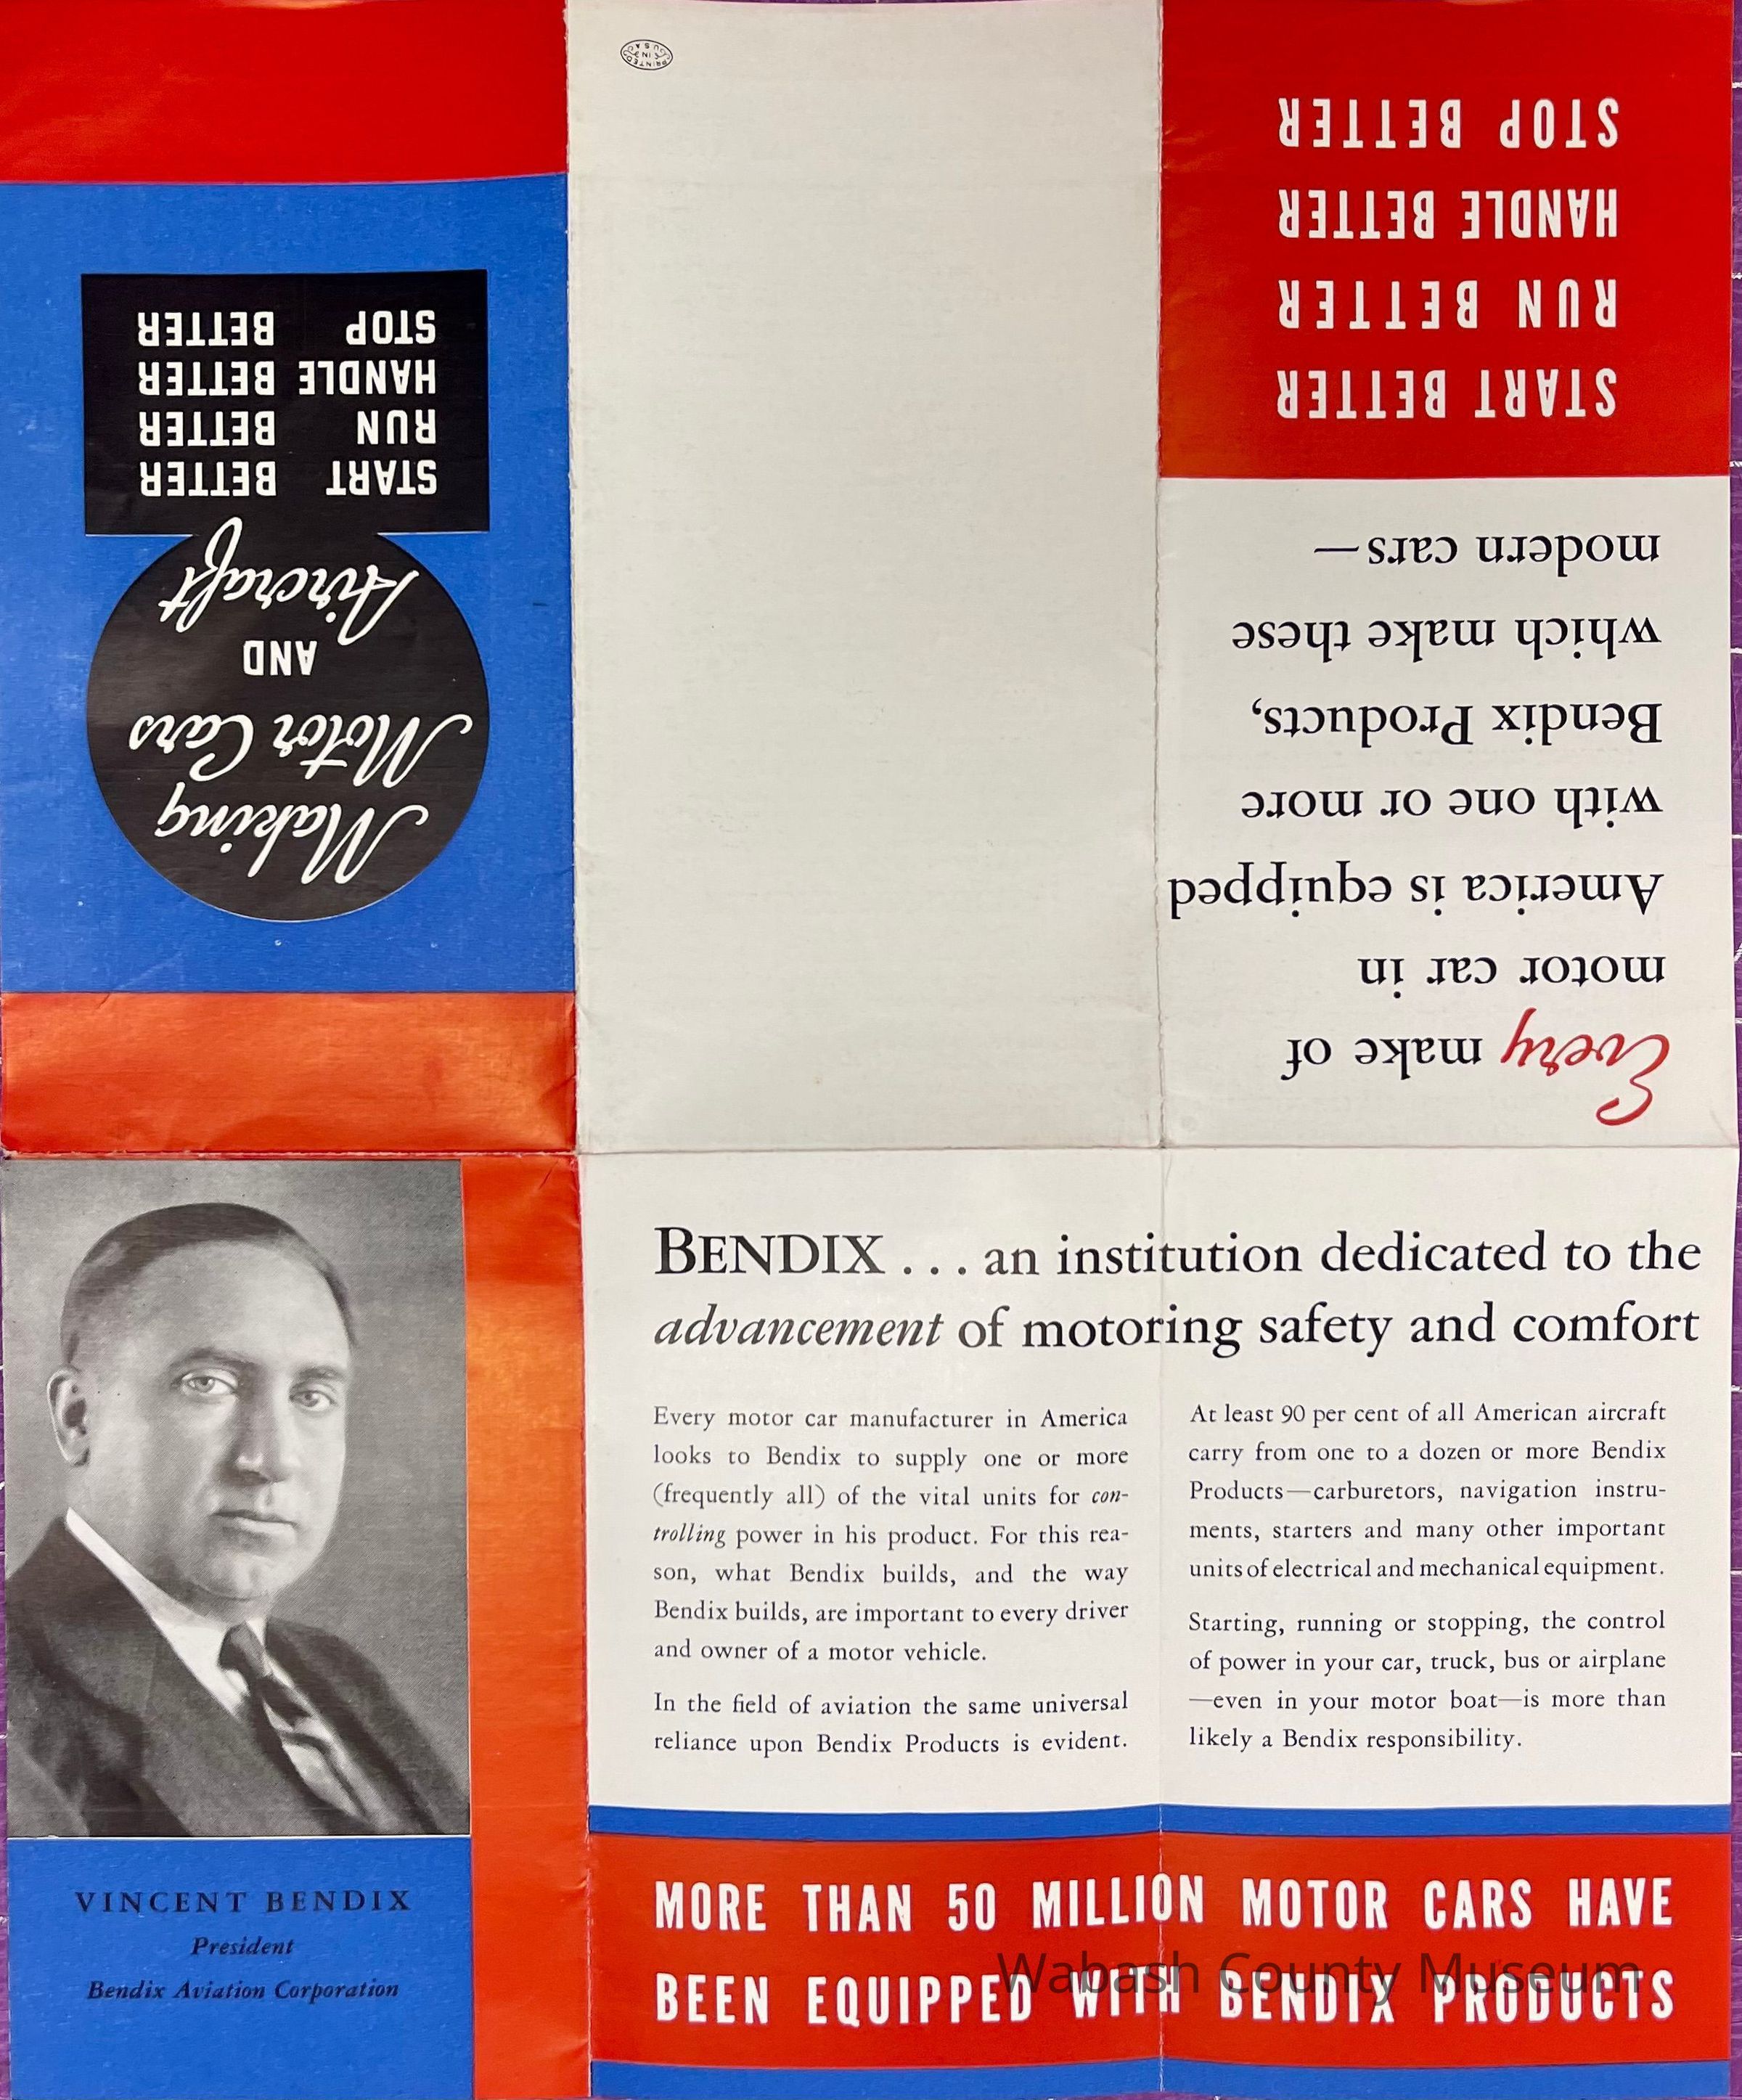 Making
Motor Cars
AND
Aircraft
START BETTER
RUN BETTER
HANDLE BETTER
STOP BETTER
PRINTED
IN
U S A
Every make of
motor car in
America is equipped
with one or more
Bendix Products,
which make these
modern cars—
START BETTER
RUN BETTER
HANDLE BETTER
STOP BETTER
VINCENT BENDIX
President
Bendix Aviation Corporation
BENDIX . . . an institution dedicated to the
advancement of motoring safety and comfort
Every motor car manufacturer in America
looks to Bendix to supply one or more
(frequently all) of the vital units for con-
trolling power in his product. For this rea-
son, what Bendix builds, and the way
Bendix builds, are important to every driver
and owner of a motor vehicle.
In the field of aviation the same universal
reliance upon Bendix Products is evident.
At least 90 per cent of all American aircraft
carry from one to a dozen or more Bendix
Products—carburetors, navigation instru-
ments, starters and many other important
units of electrical and mechanical equipment.
Starting, running or stopping, the control
of power in your car, truck, bus or airplane
—even in your motor boat—is more than
likely a Bendix responsibility.
MORE THAN 50 MILLION MOTOR CARS HAVE
BEEN EQUIPPED WITH BENDIX PRODUCTS
Wabash County Museum